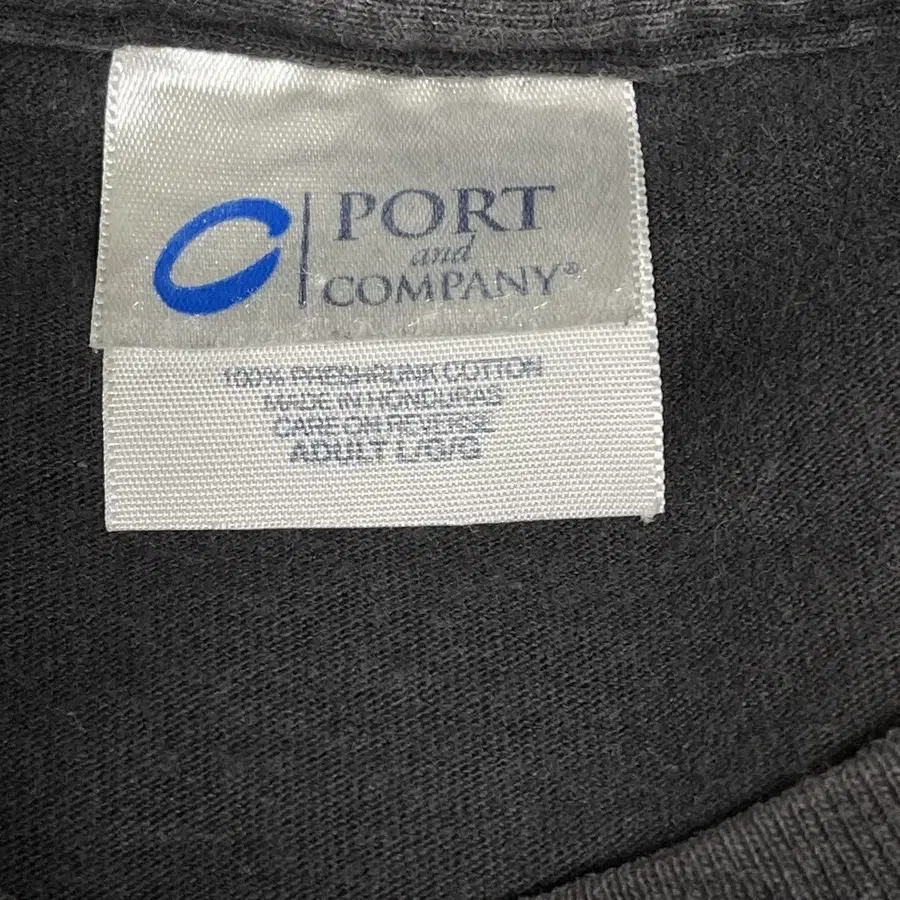 PORT
and
COMPANY®
100% PRESHRUNK COTTON
MADE IN HONDURAS
CARE ON REVERSE
ADULT L/G/G